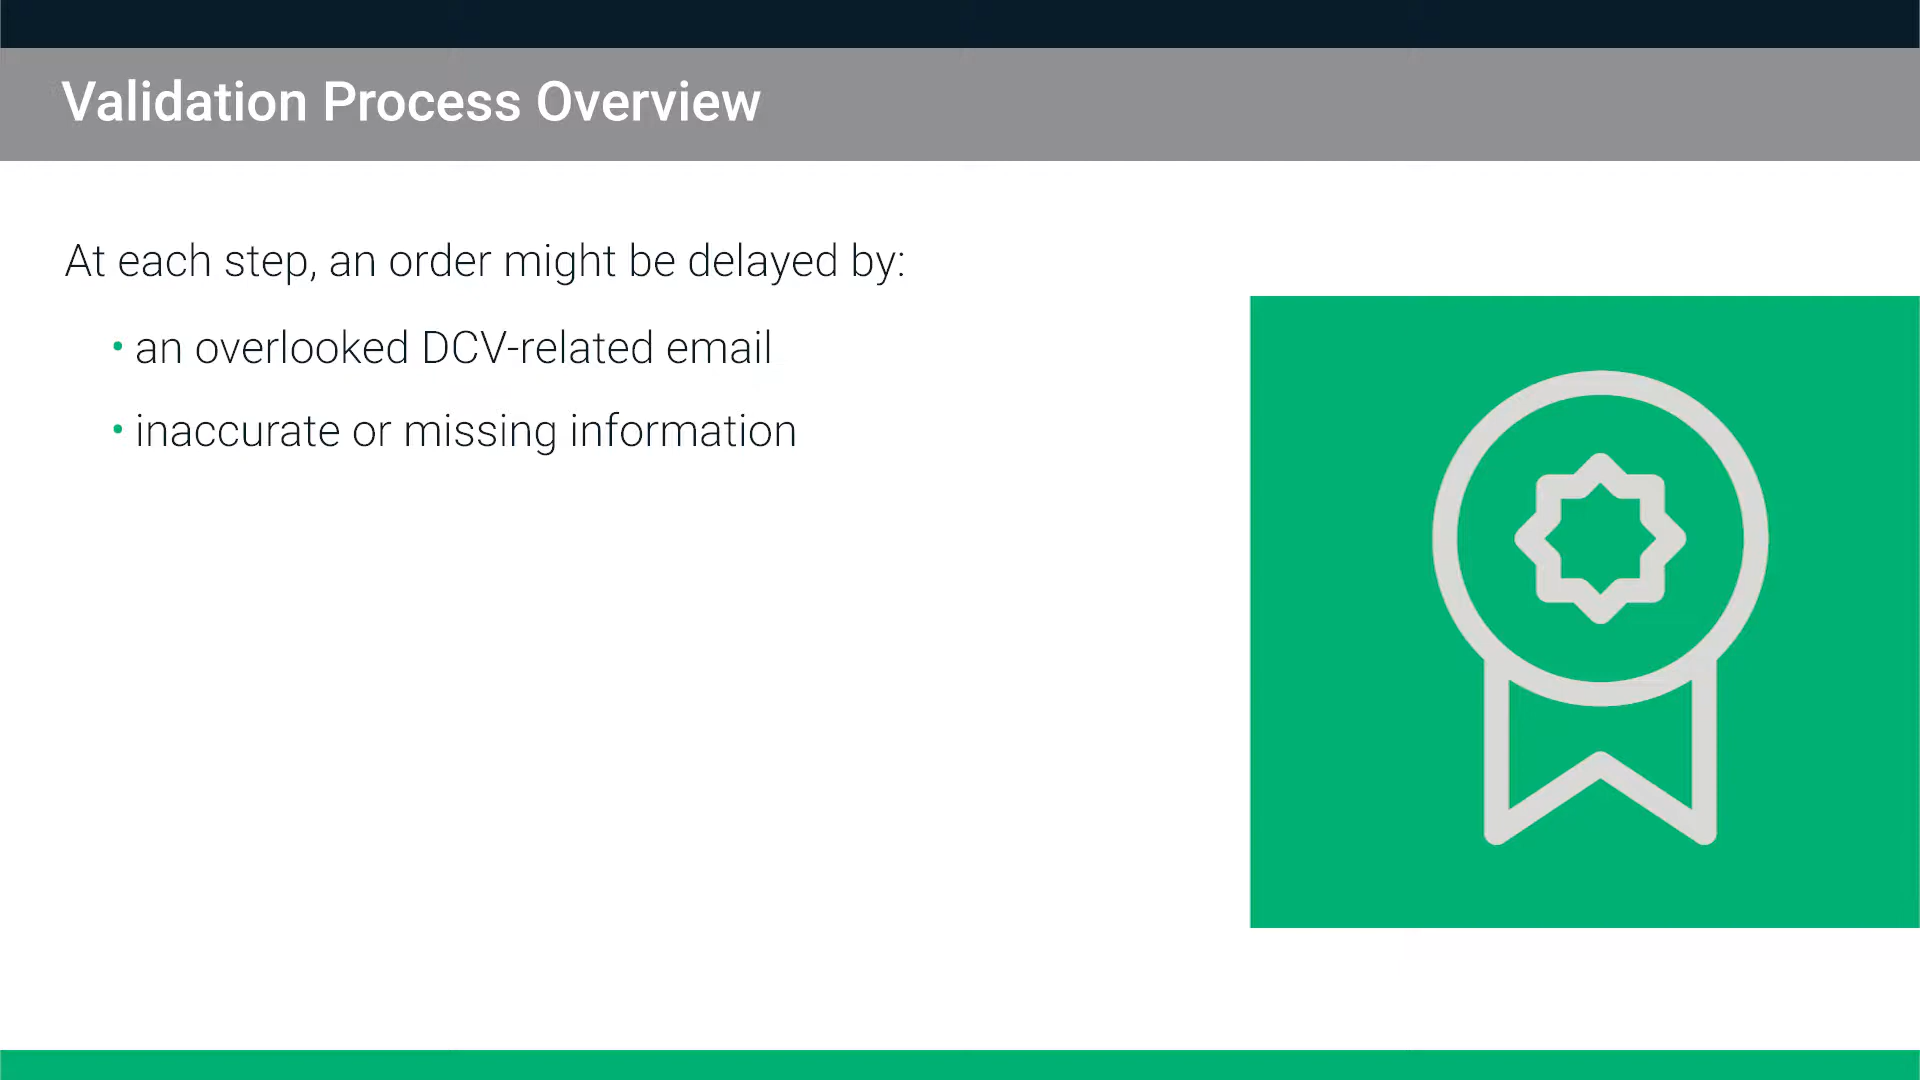 Validation Process Overview
At each step, an order might be delayed by:
• an overlooked DCV-related email
• inaccurate or missing information